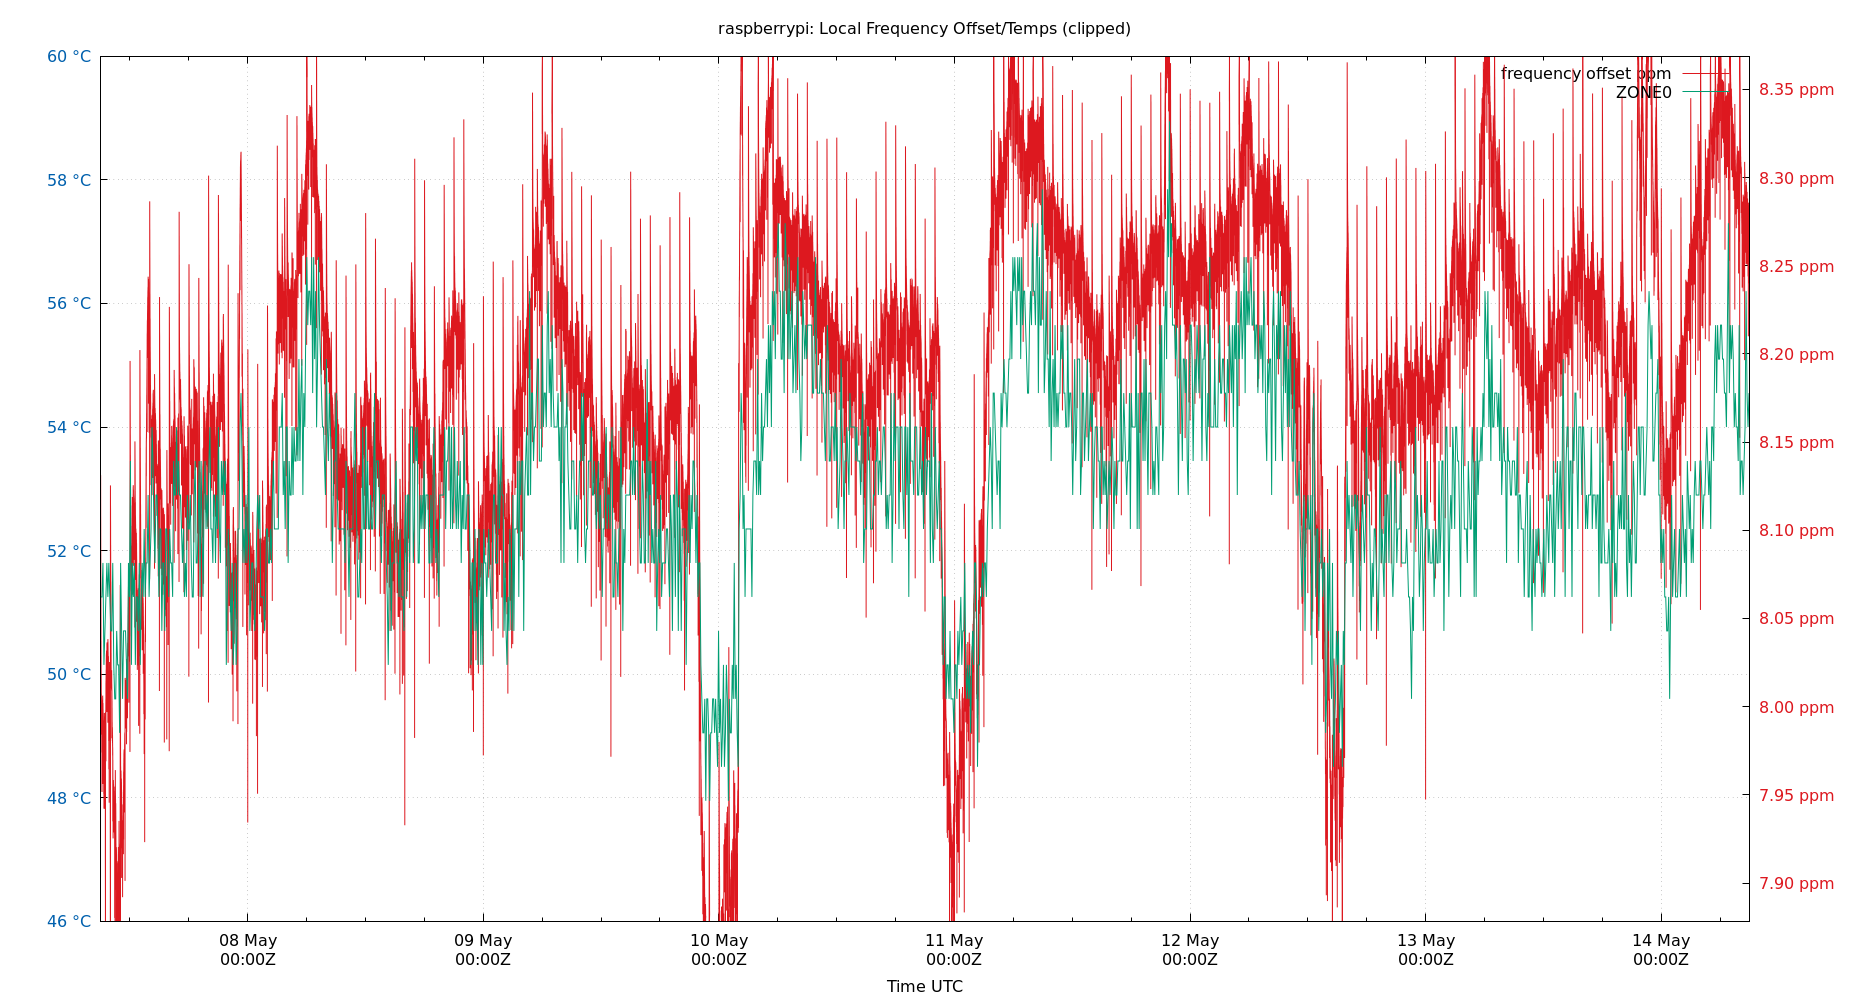 raspberrypi: Local Frequency Offset/Temps (clipped)
60 °C
58 °C
56 °C
54 °C
52 °C
50 °C
48 °C
46 °C
frequency offset ppm
ZONE0
8.35 ppm
8.30 ppm
8.25 ppm
8.20 ppm
8.15 ppm
8.10 ppm
8.05 ppm
8.00 ppm
7.95 ppm
7.90 ppm
08 May
00:00Z
09 May
00:00Z
10 May
00:00Z
11 May
00:00Z
12 May
00:00Z
13 May
00:00Z
14 May
00:00Z
Time UTC